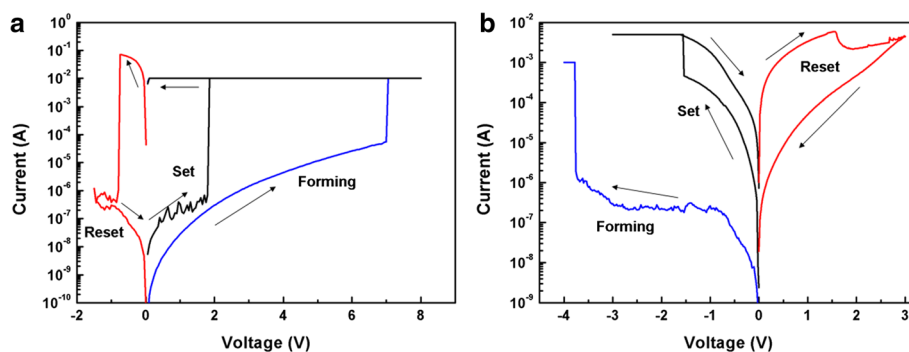 a
Current (A)
10^0
10^-1
10^-2
10^-3
10^-4
10^-5
10^-6
10^-7
10^-8
10^-9
10^-10
Set
Forming
Reset
-2 0 2 4 6 8
Voltage (V)
b
Current (A)
10^-2
10^-3
10^-4
10^-5
10^-6
10^-7
10^-8
10^-9
Reset
Set
Forming
-4 -3 -2 -1 0 1 2 3
Voltage (V)